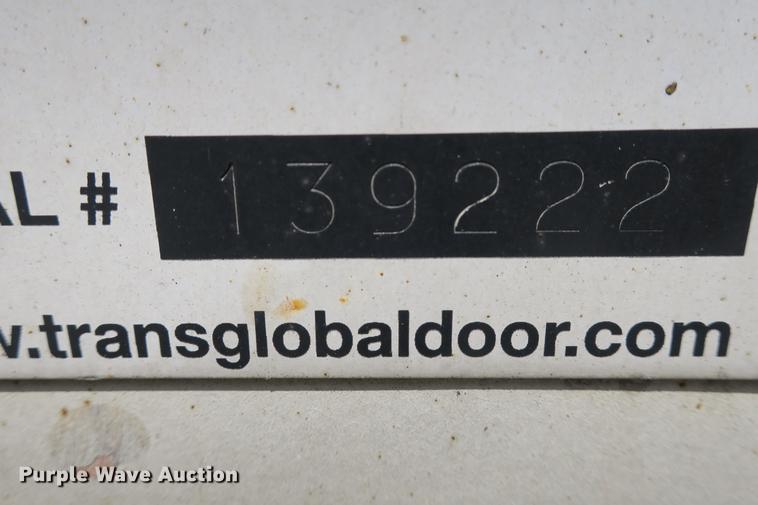 AL # 139222
w.transglobaldoor.com
Purple Wave Auction